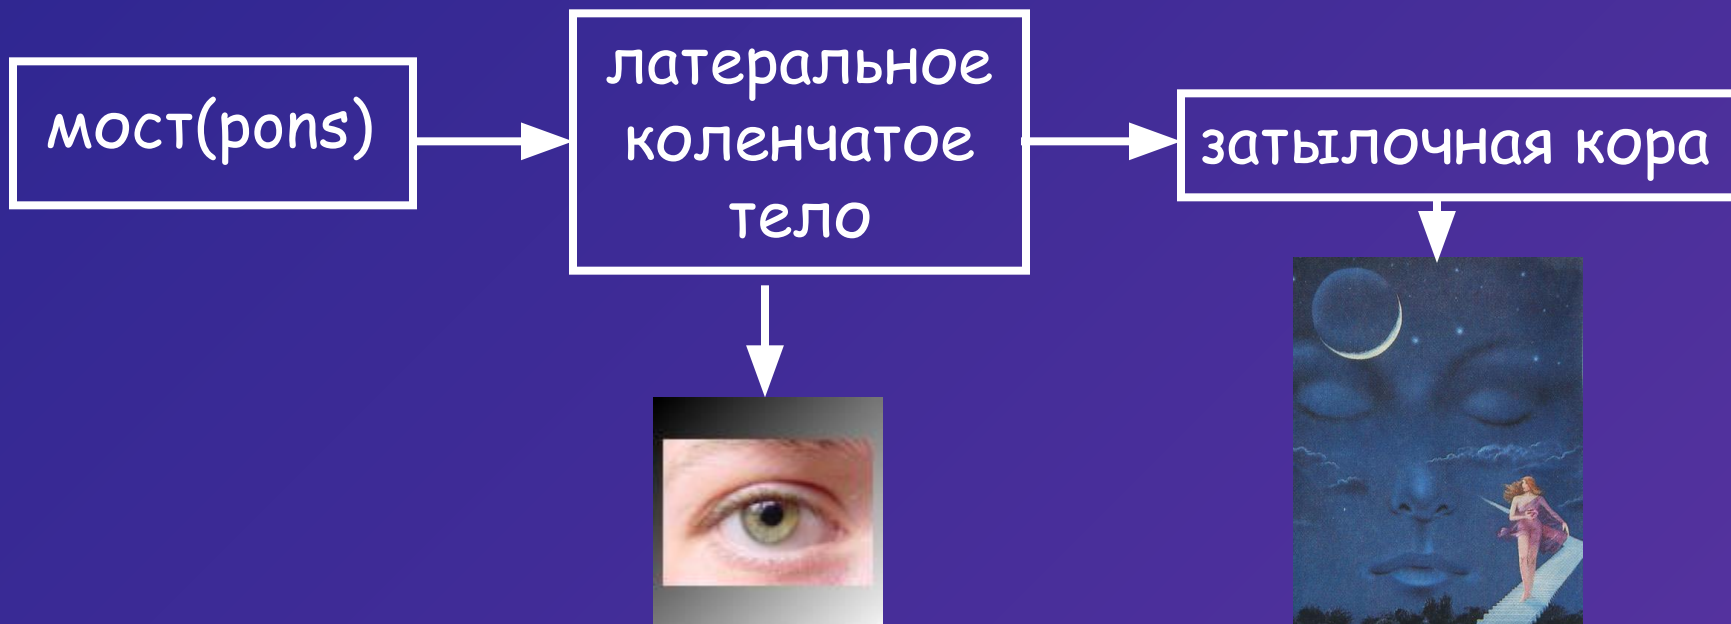 мост(pons)
латеральное
коленчатое
тело
затылочная кора